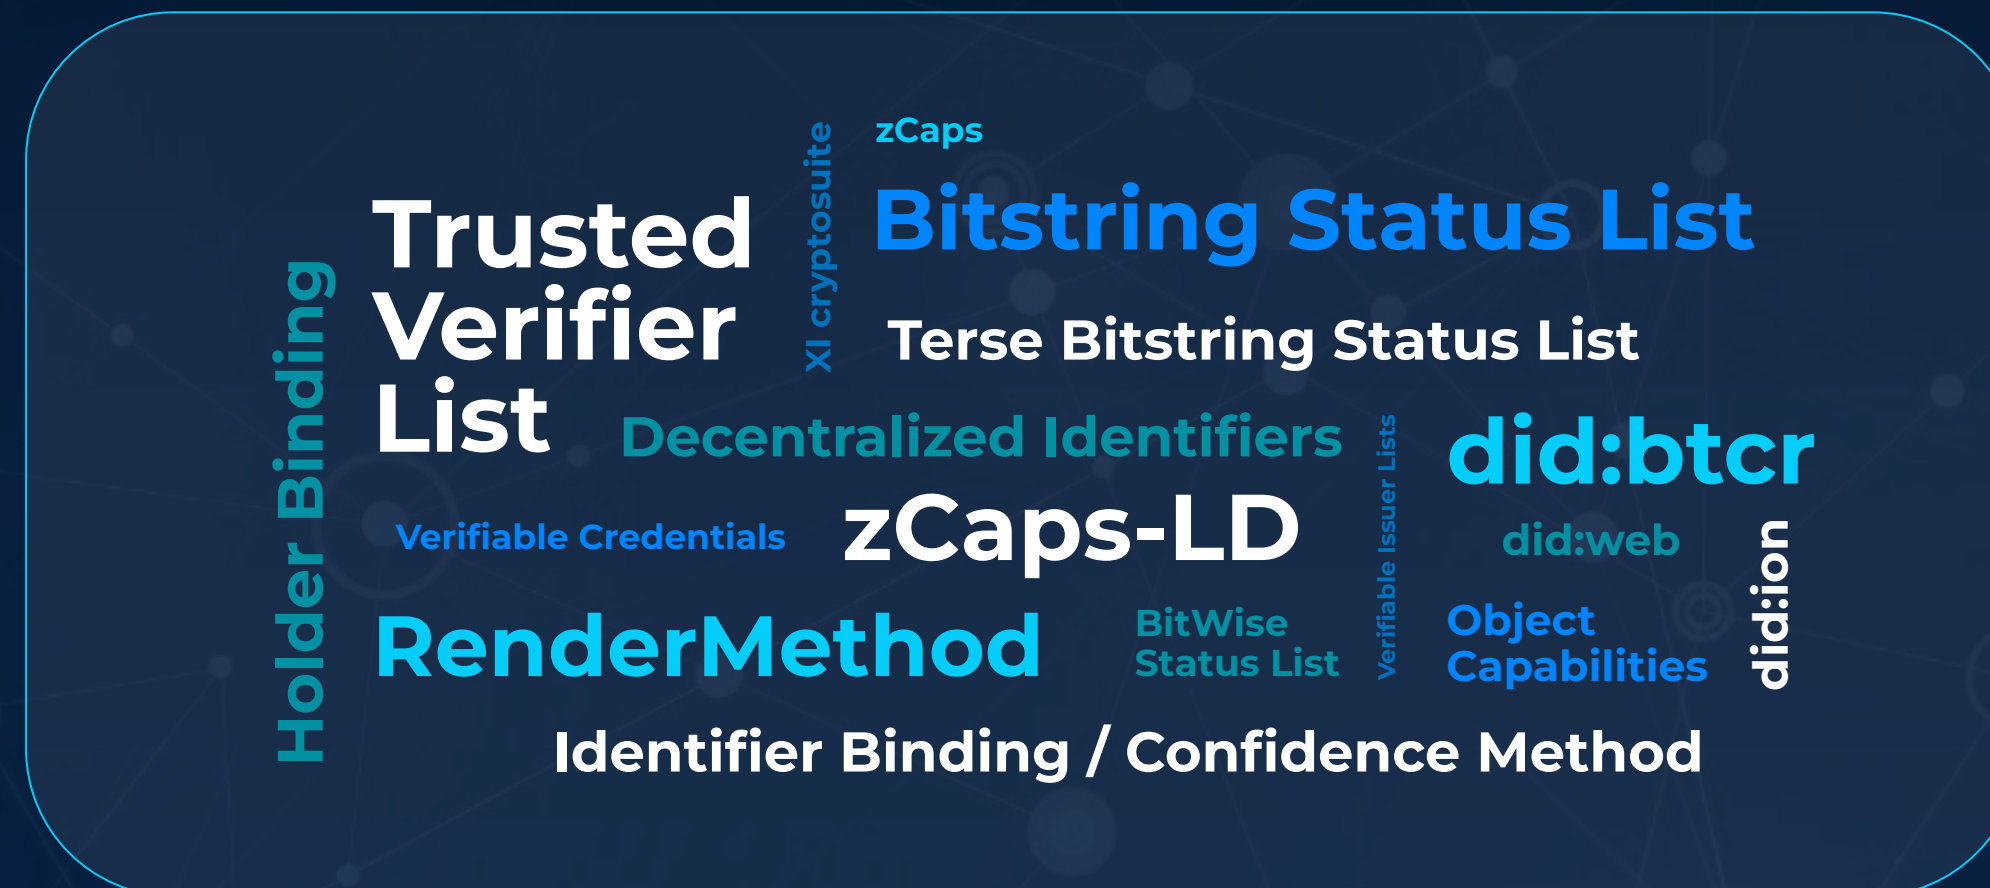 zCaps
XI cryptosuite
Bitstring Status List
Trusted
Verifier
List
Terse Bitstring Status List
Holder Binding
Decentralized Identifiers
Verifiable Issuer Lists
did:btcr
zCaps-LD
Verifiable Credentials
did:web
did:ion
RenderMethod
BitWise
Status List
Object
Capabilities
Identifier Binding / Confidence Method